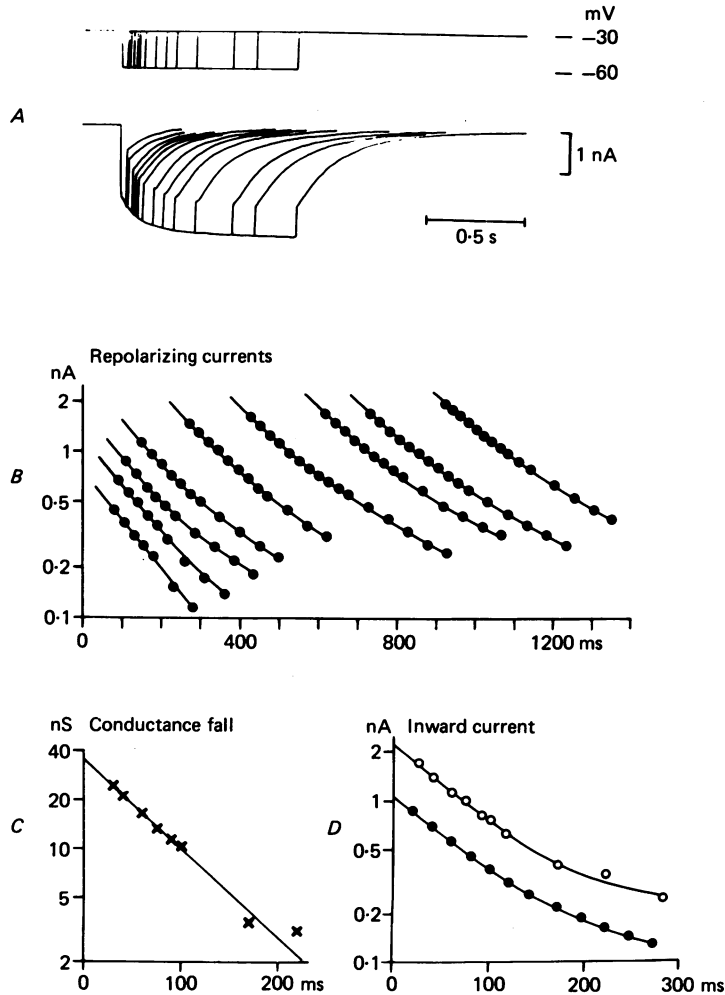 mV
−30
−60
A
1 nA
0·5 s
Repolarizing currents
nA
2
1
B
0·5
0·2
0·1
0 400 800 1200 ms
nS Conductance fall
40
20
C
10
5
2
0 100 200 ms
nA Inward current
2
1
D
0·5
0·2
0·1
0 100 200 300 ms